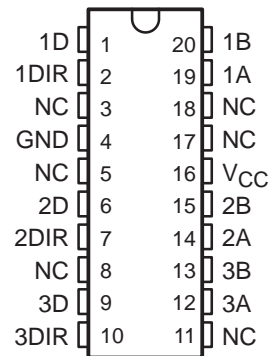 1D 1 20 1B
1DIR 2 19 1A
NC 3 18 NC
GND 4 17 NC
NC 5 16 VCC
2D 6 15 2B
2DIR 7 14 2A
NC 8 13 3B
3D 9 12 3A
3DIR 10 11 NC